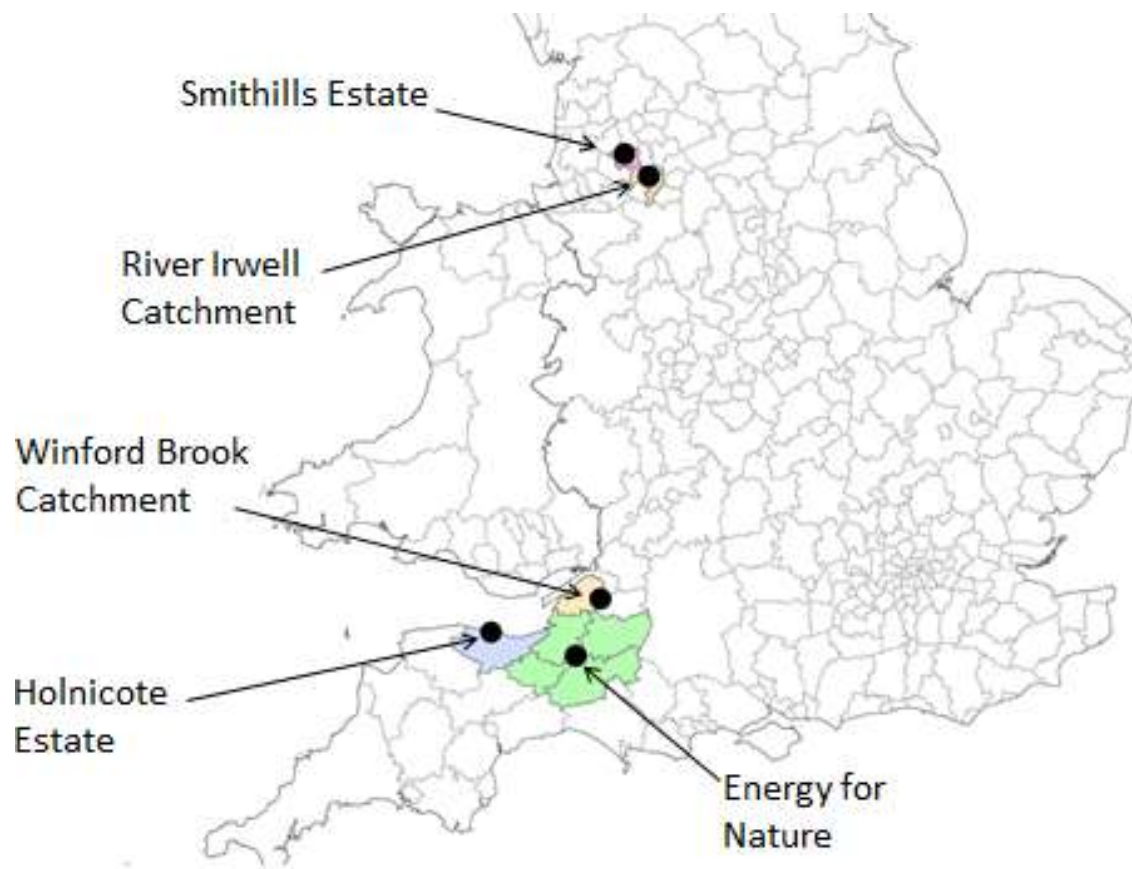 Smithills Estate
River Irwell
Catchment
Winford Brook
Catchment
Holnicote
Estate
Energy for
Nature